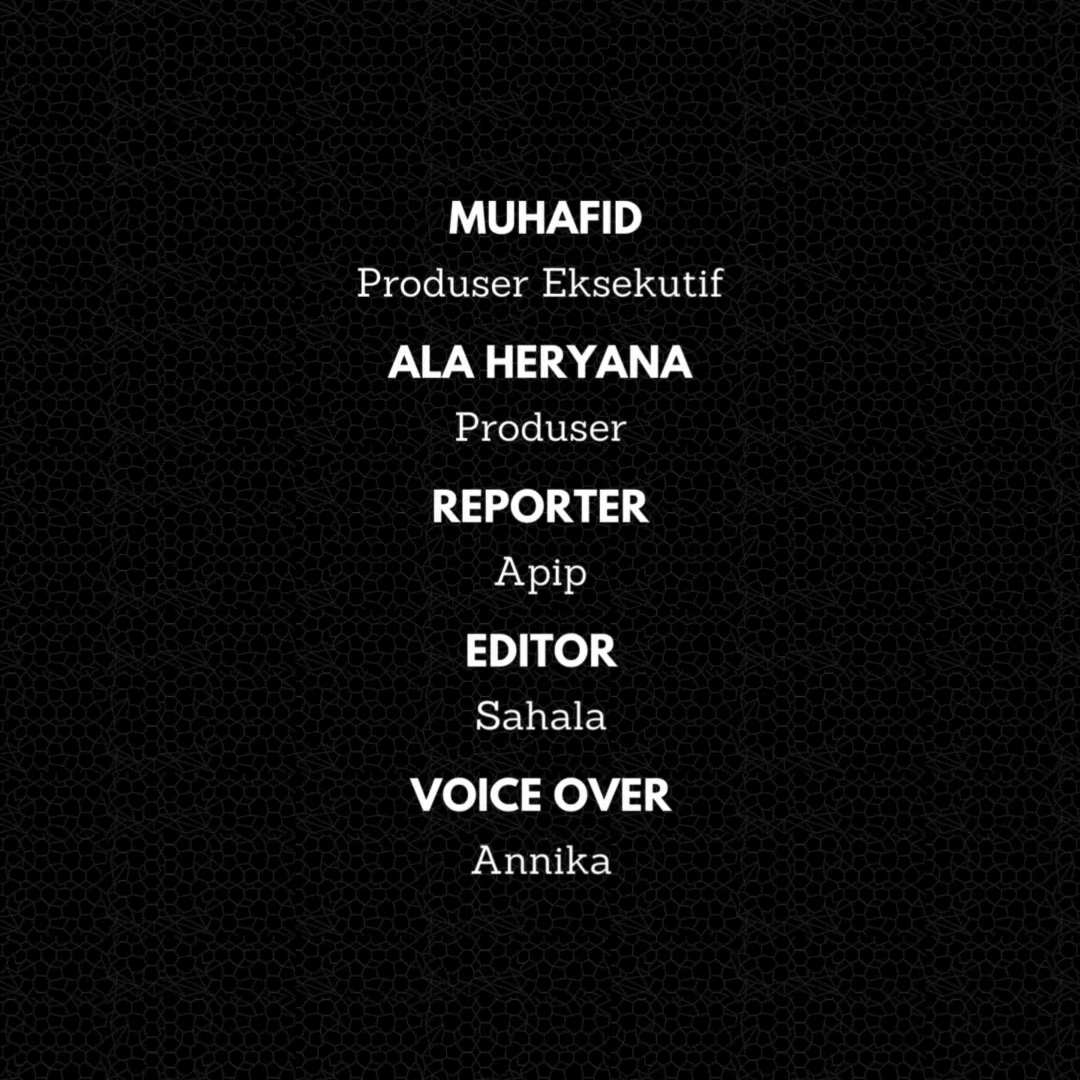 MUHAFID
Produser Eksekutif
ALA HERYANA
Produser
REPORTER
Apip
EDITOR
Sahala
VOICE OVER
Annika